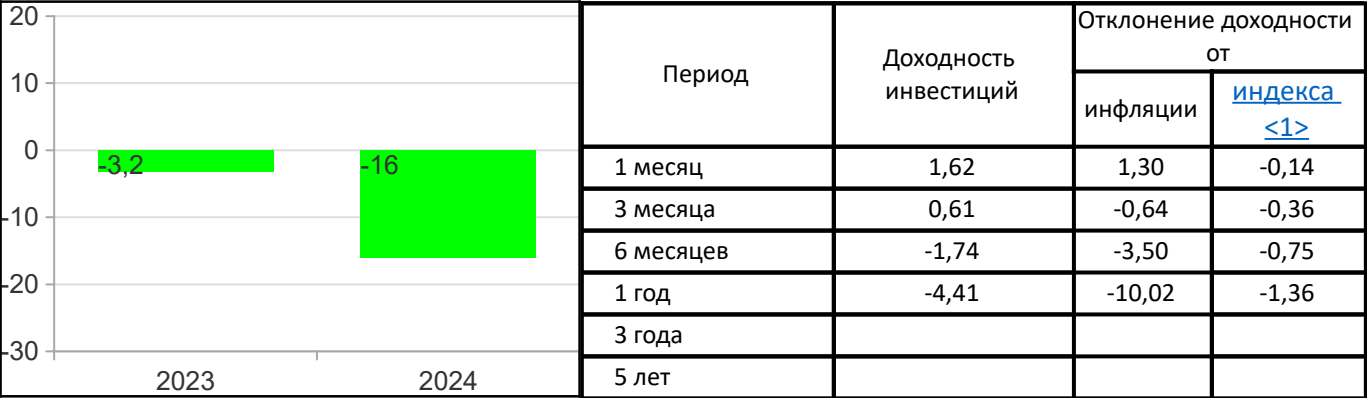 20
10
0
-10
-20
-30
-3,2
-16
2023
2024
Период
Доходность
инвестиций
Отклонение доходности
от
инфляции
индекса
<1>
1 месяц 1,62 1,30 -0,14
3 месяца 0,61 -0,64 -0,36
6 месяцев -1,74 -3,50 -0,75
1 год -4,41 -10,02 -1,36
3 года
5 лет